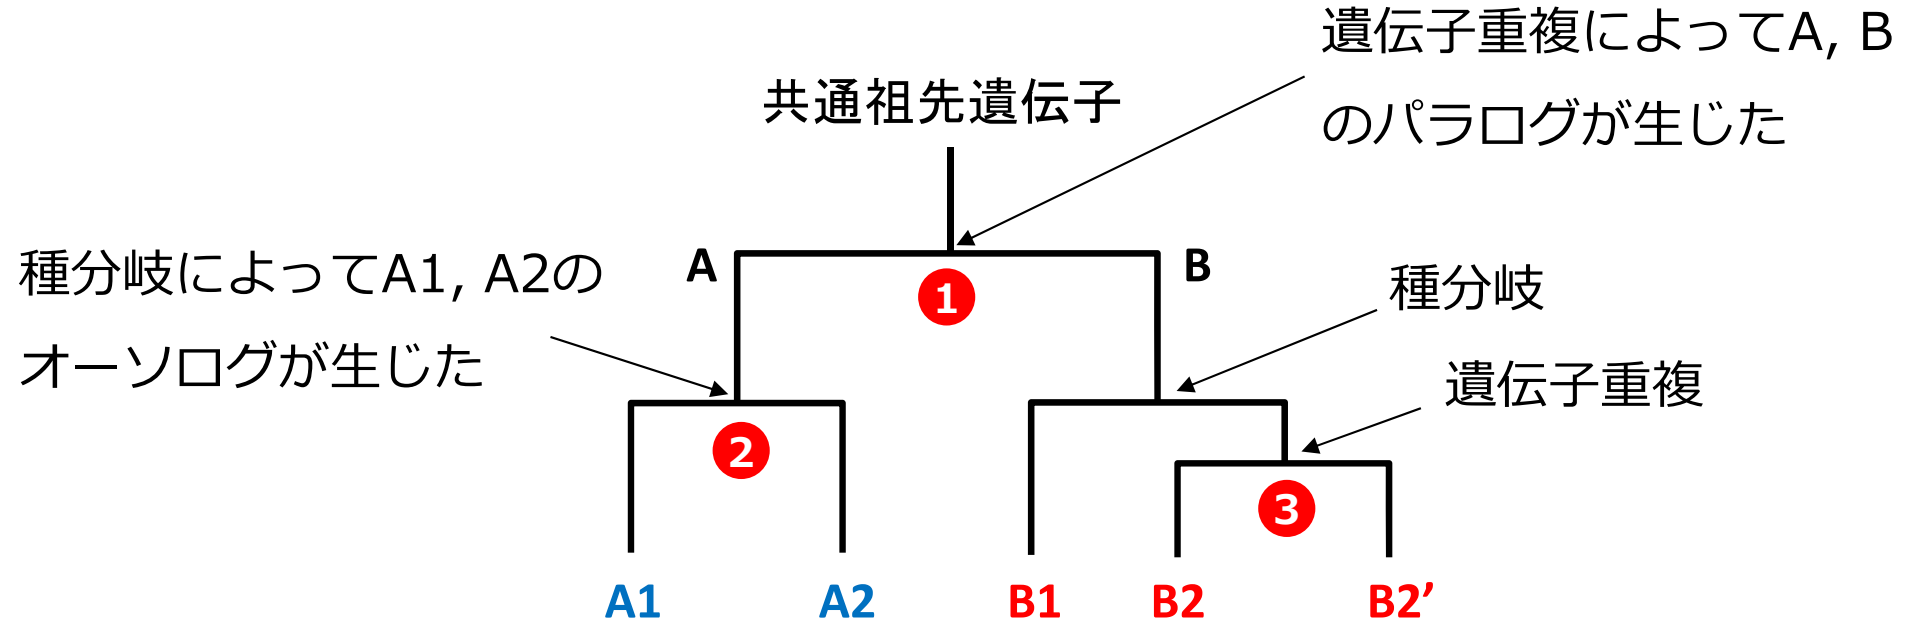 遺伝子重複によってA, B
のパラログが生じた
共通祖先遺伝子
種分岐によってA1, A2の
オーソログが生じた
A
B
1
種分岐
遺伝子重複
2
3
A1
A2
B1
B2
B2’